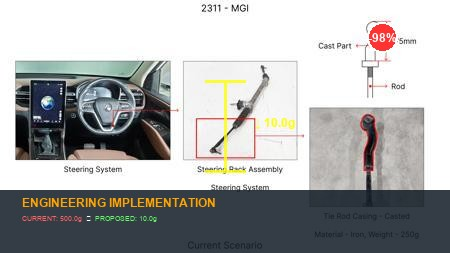 2311 - MGI
-98%
5mm
Cast Part
Rod
10.0g
Steering System
Steering Rack Assembly
Steering System
ENGINEERING IMPLEMENTATION
CURRENT: 500.0g PROPOSED: 10.0g
Tie Rod Casing - Casted
Material - Iron, Weight - 250g
Current Scenario